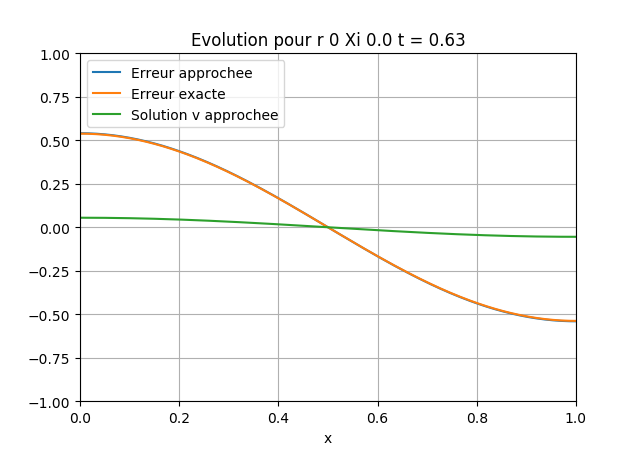 Evolution pour r 0 Xi 0.0 t = 0.63
1.00
0.75
0.50
0.25
0.00
−0.25
−0.50
−0.75
−1.00
Erreur approchee
Erreur exacte
Solution v approchee
0.0 0.2 0.4 0.6 0.8 1.0
x